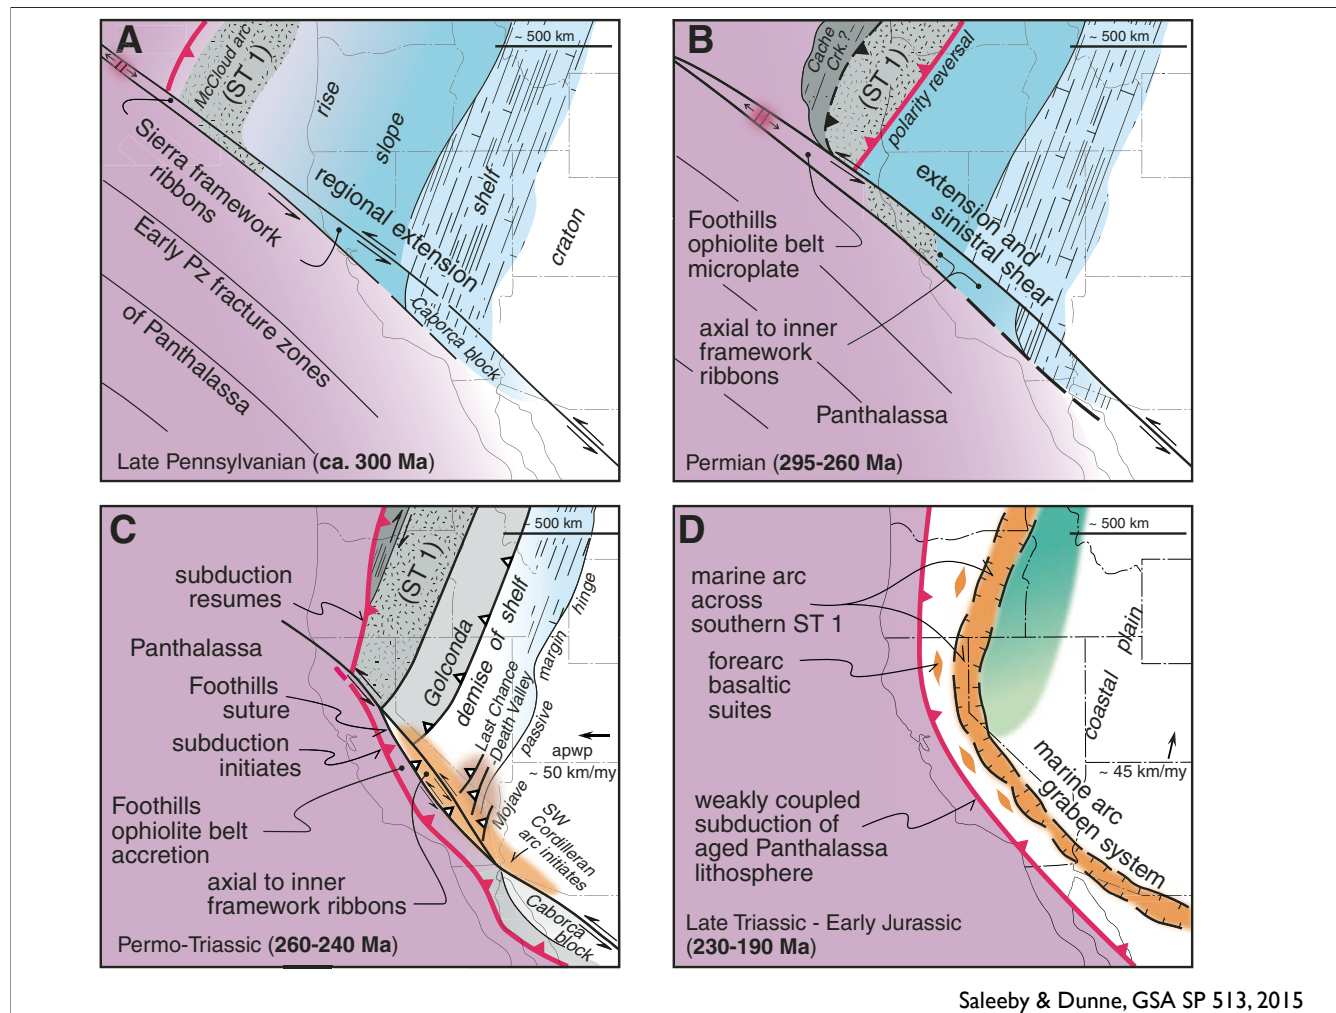 A
~ 500 km
McCloud arc
(ST 1)
rise
slope
shelf
craton
Sierra framework
ribbons
regional extension
Early Pz fracture zones
of Panthalassa
Caborca block
Late Pennsylvanian (ca. 300 Ma)
B
~ 500 km
Cache
Crk.?
(ST 1)
polarity reversal
extension and
sinistral shear
Foothills
ophiolite belt
microplate
axial to inner
framework
ribbons
Panthalassa
Permian (295-260 Ma)
C
~ 500 km
(ST 1)
subduction
resumes
Panthalassa
Foothills
suture
subduction
initiates
Foothills
ophiolite belt
accretion
axial to inner
framework ribbons
Golconda
demise of shelf
Last Chance
-Death Valley
passive margin hinge
Mojave
apwp
~ 50 km/my
SW
Cordilleran
arc initiates
Caborca
block
Permo-Triassic (260-240 Ma)
D
~ 500 km
marine arc
across
southern ST 1
forearc
basaltic
suites
coastal plain
~ 45 km/my
marine arc
graben system
weakly coupled
subduction of
aged Panthalassa
lithosphere
Late Triassic - Early Jurassic
(230-190 Ma)
Saleeby & Dunne, GSA SP 513, 2015